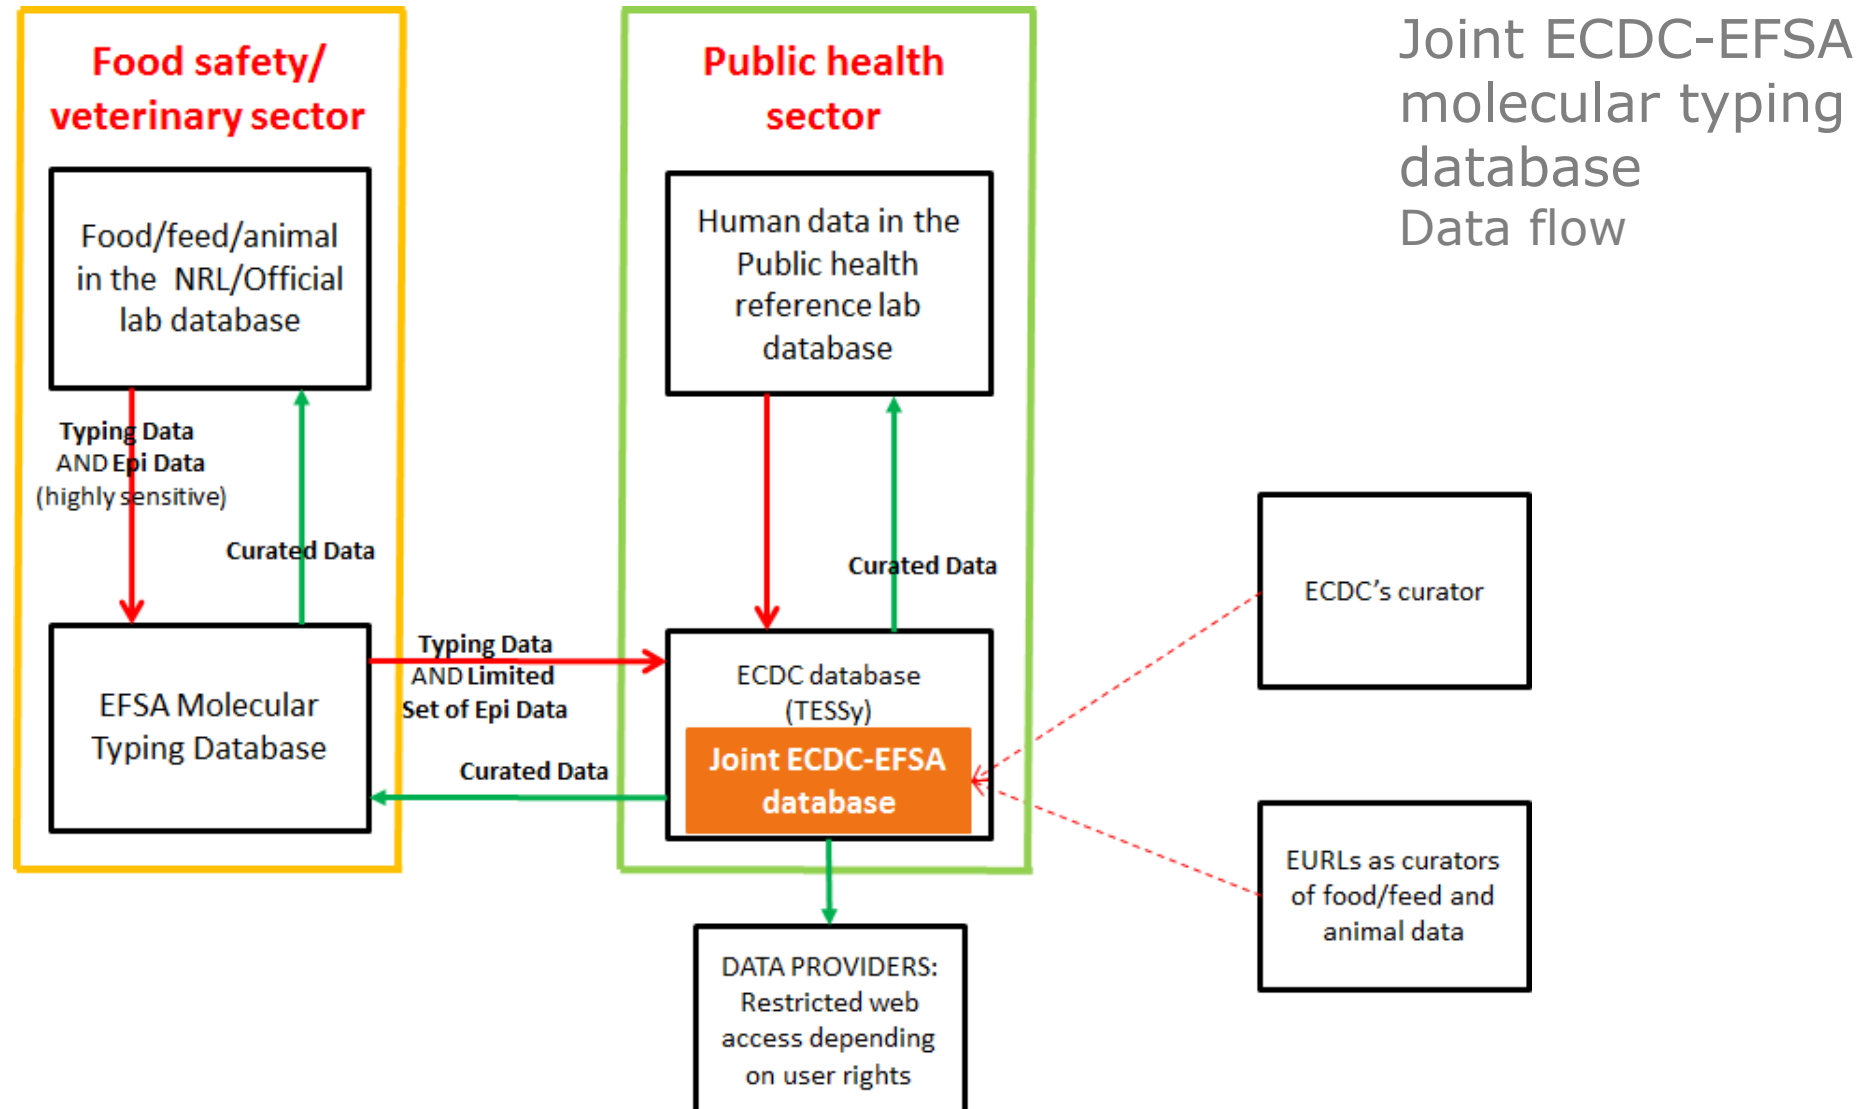 Joint ECDC-EFSA
molecular typing
database
Data flow
Food safety/
veterinary sector
Food/feed/animal
in the NRL/Official
lab database
Typing Data
AND Epi Data
(highly sensitive)
Curated Data
EFSA Molecular
Typing Database
Typing Data
AND Limited
Set of Epi Data
Curated Data
Public health
sector
Human data in the
Public health
reference lab
database
Curated Data
ECDC database
(TESSy)
Joint ECDC-EFSA
database
DATA PROVIDERS:
Restricted web
access depending
on user rights
ECDC’s curator
EURLs as curators
of food/feed and
animal data